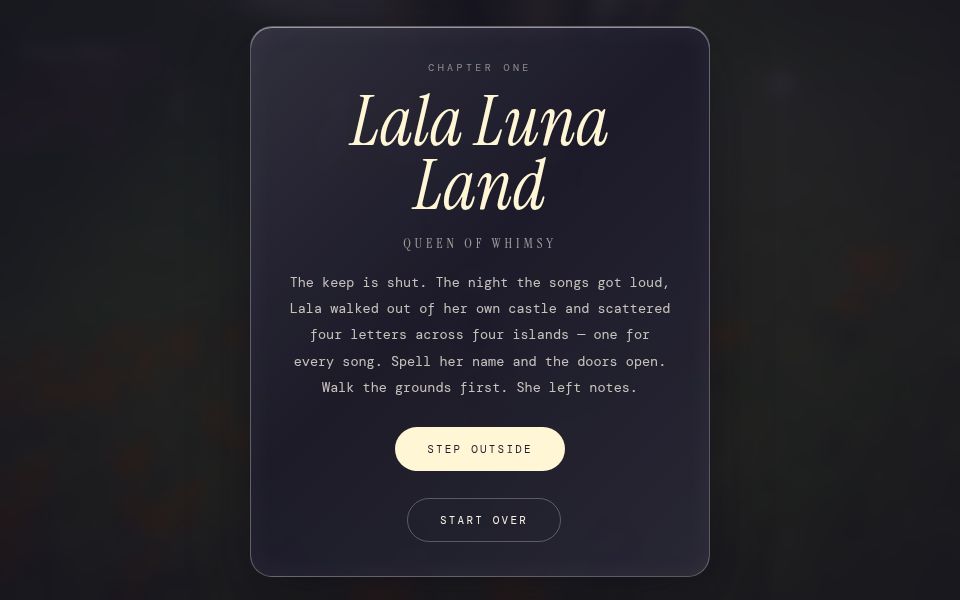 CHAPTER ONE
Lala Luna
Land
QUEEN OF WHIMSY
The keep is shut. The night the songs got loud,
Lala walked out of her own castle and scattered
four letters across four islands — one for
every song. Spell her name and the doors open.
Walk the grounds first. She left notes.
STEP OUTSIDE
START OVER